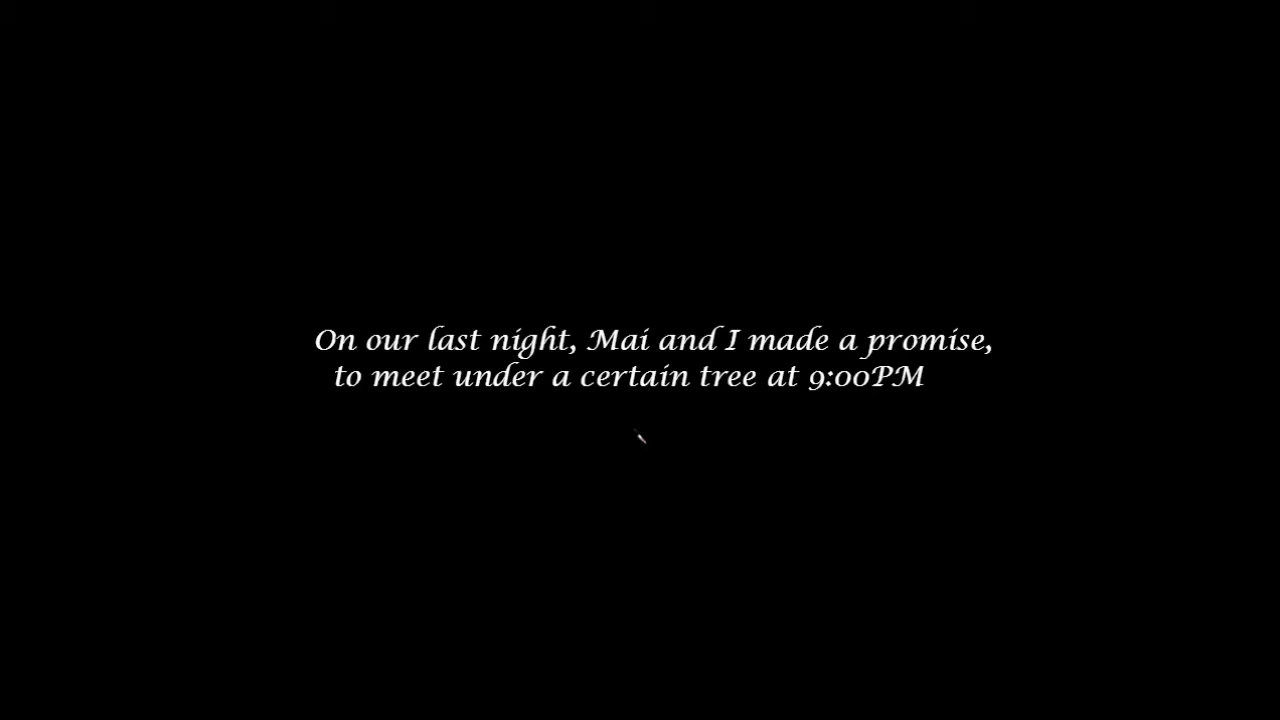 On our last night, Mai and I made a promise,
to meet under a certain tree at 9:00PM